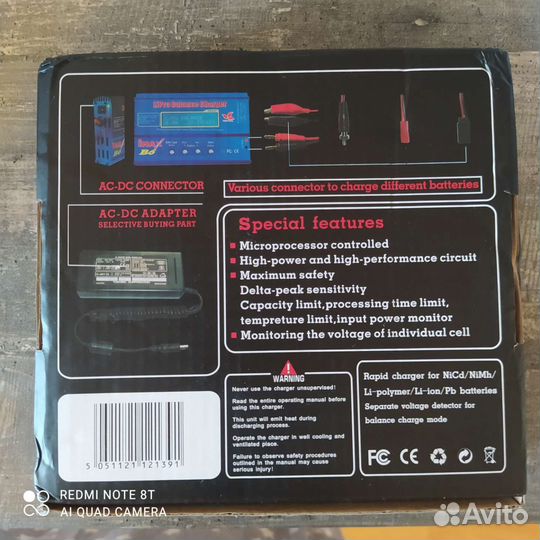 LiPro Balance Charger
imax
B6
AC-DC CONNECTOR
Various connector to charge different batteries
AC-DC ADAPTER
SELECTIVE BUYING PART
Special features
Microprocessor controlled
High-power and high-performance circuit
Maximum safety
Delta-peak sensitivity
Capacity limit,processing time limit,
tempreture limit,input power monitor
Monitoring the voltage of individual cell
WARNING
Never use the charger unsupervised!
Read the entire operating manual before
using this charger.
This unit will emit heat during
discharging process.
Operate the charger in well cooling and
ventilated place.
Failure to observe safety procedures
outlined in the manual may cause
serious injury!
Rapid charger for NiCd/NiMh/
Li-polymer/Li-ion/Pb batteries
Separate voltage detector for
balance charge mode
FC CE
5 051121 121391
REDMI NOTE 8T
AI QUAD CAMERA
Avito